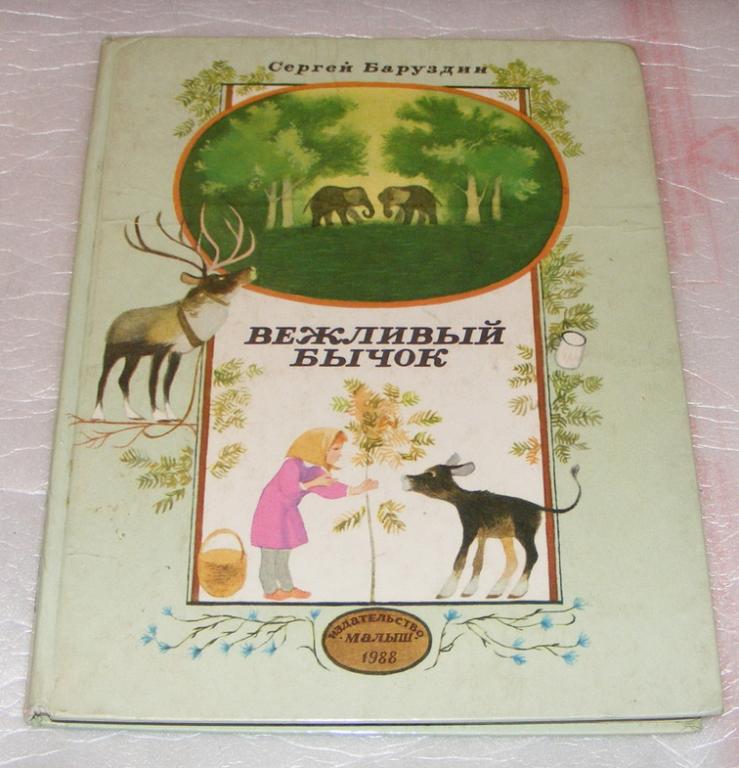 Сергей Баруздин
ВЕЖЛИВЫЙ
БЫЧОК
ИЗДАТЕЛЬСТВО
·МАЛЫШ·
1988